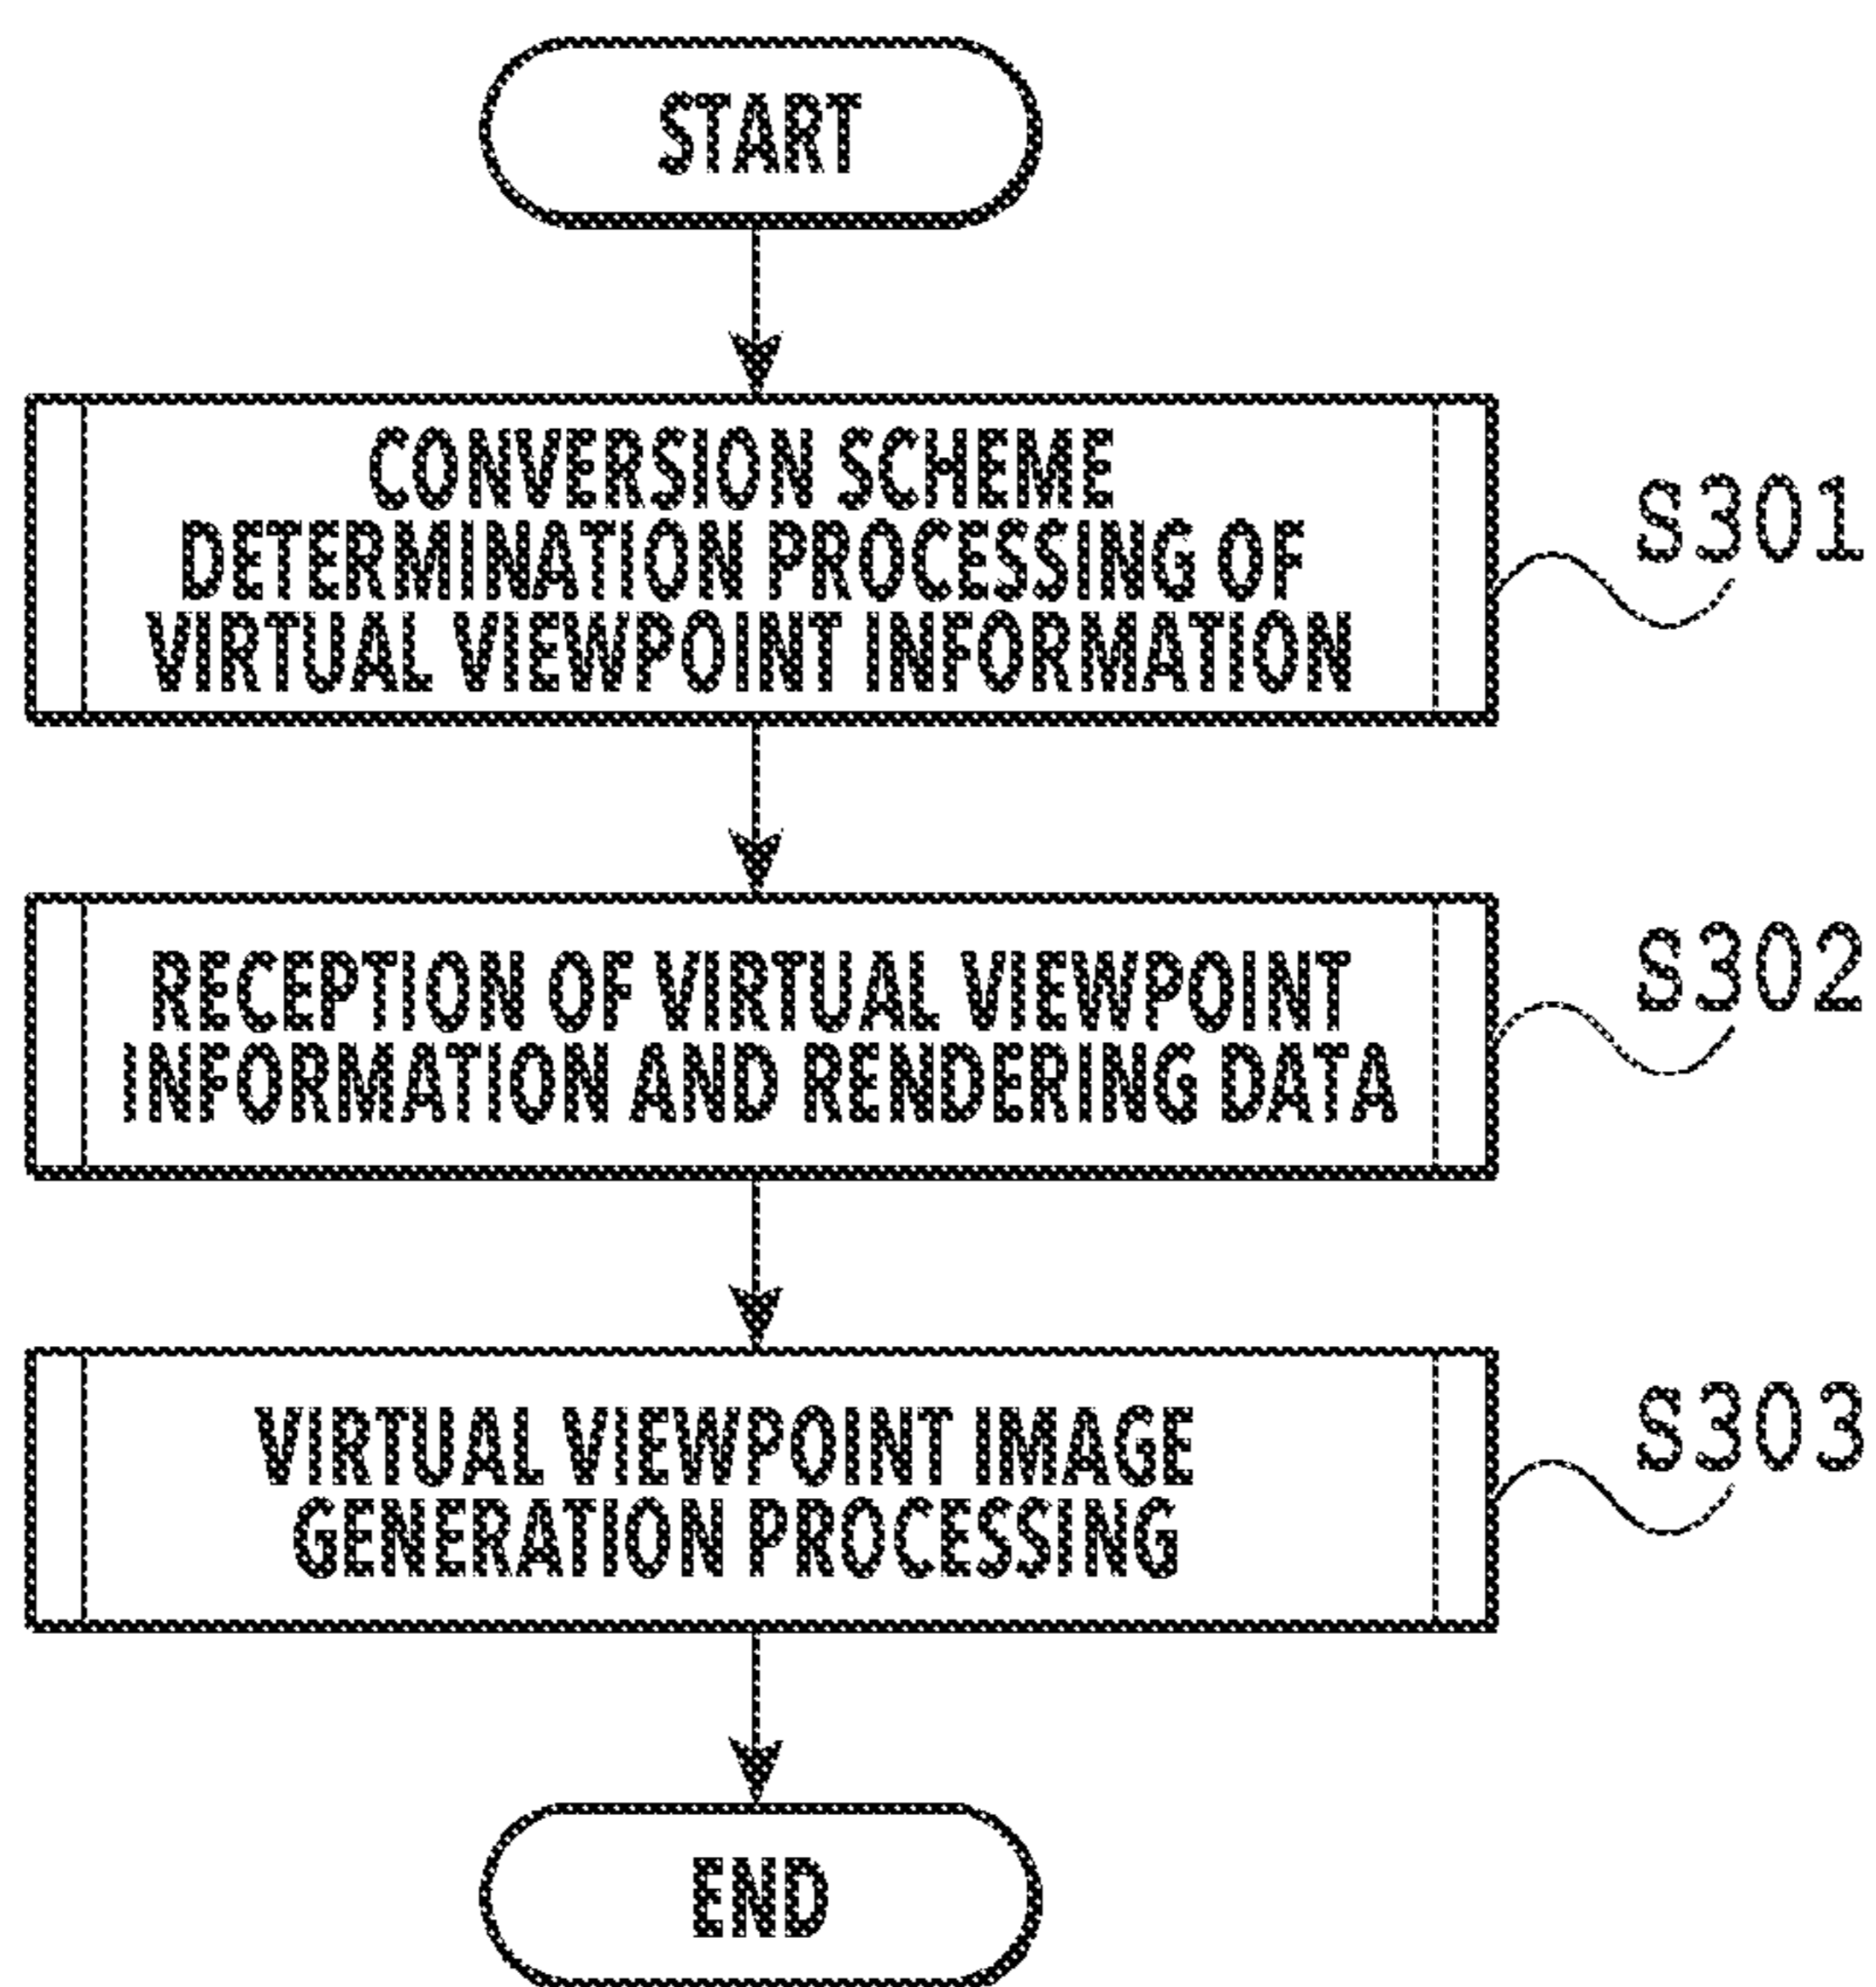 START
CONVERSION SCHEME
DETERMINATION PROCESSING OF
VIRTUAL VIEWPOINT INFORMATION
S301
RECEPTION OF VIRTUAL VIEWPOINT
INFORMATION AND RENDERING DATA
S302
VIRTUAL VIEWPOINT IMAGE
GENERATION PROCESSING
S303
END